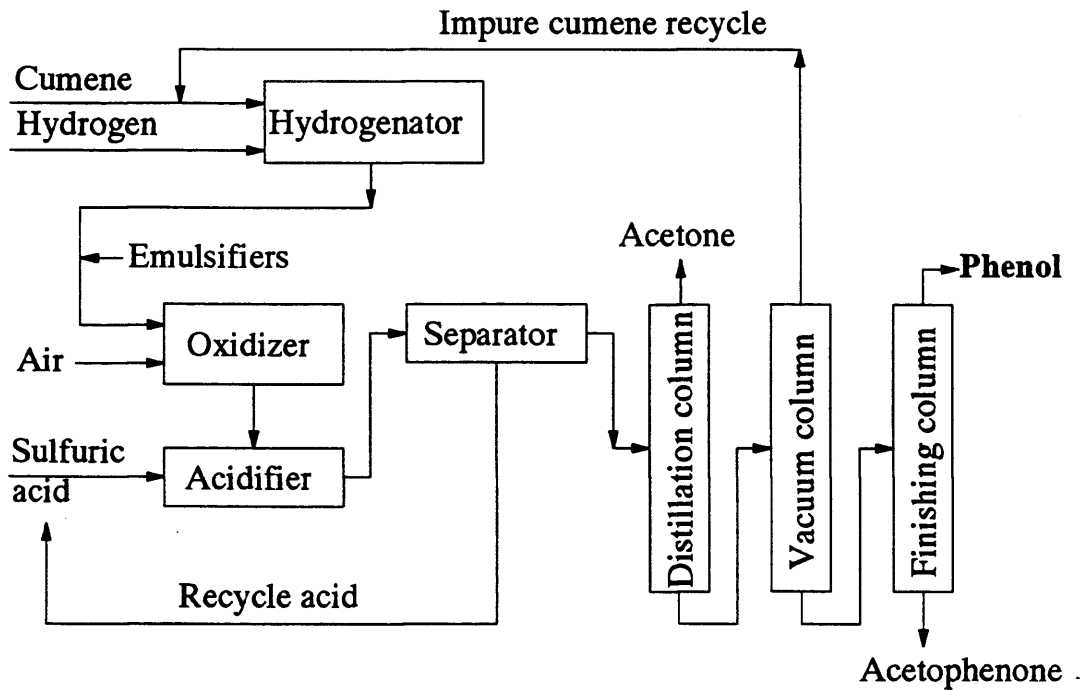 Impure cumene recycle
Cumene
Hydrogen
Hydrogenator
Emulsifiers
Acetone
Phenol
Oxidizer
Separator
Air
Sulfuric
acid
Acidifier
Distillation column
Vacuum column
Finishing column
Recycle acid
Acetophenone